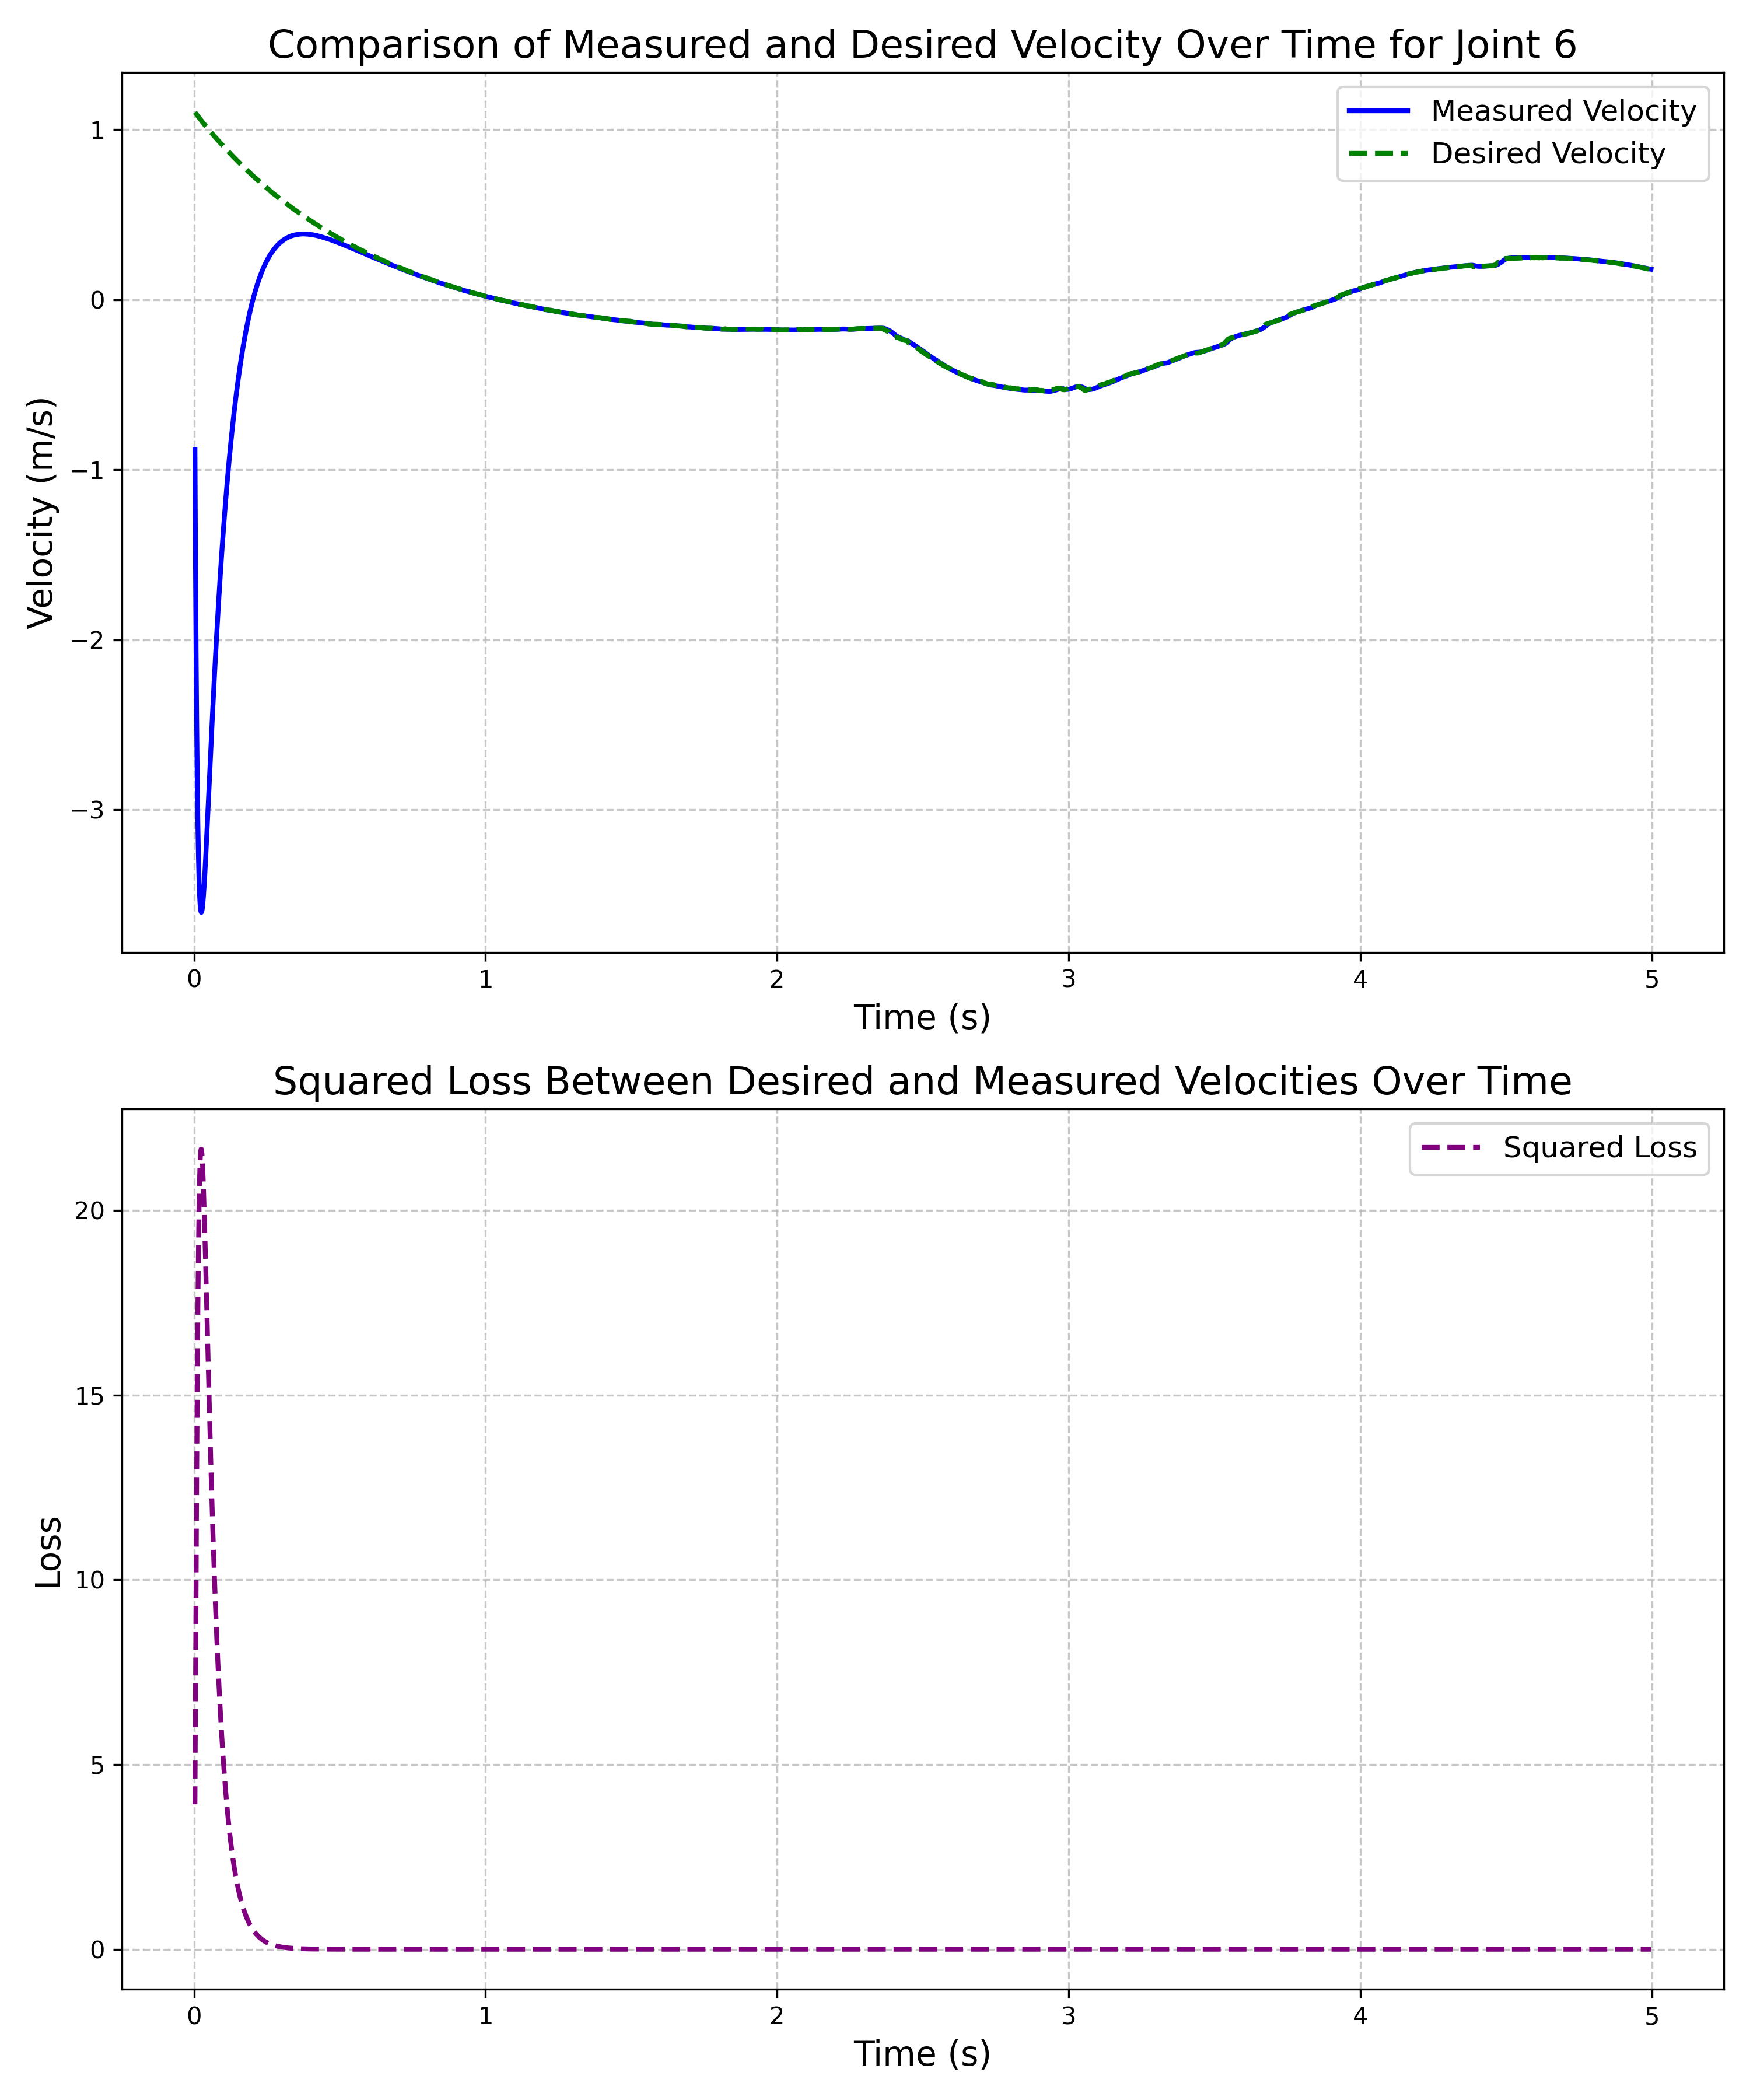 Comparison of Measured and Desired Velocity Over Time for Joint 6
Measured Velocity
Desired Velocity
Velocity (m/s)
1
0
−1
−2
−3
0 1 2 3 4 5
Time (s)
Squared Loss Between Desired and Measured Velocities Over Time
Squared Loss
Loss
20
15
10
5
0
0 1 2 3 4 5
Time (s)